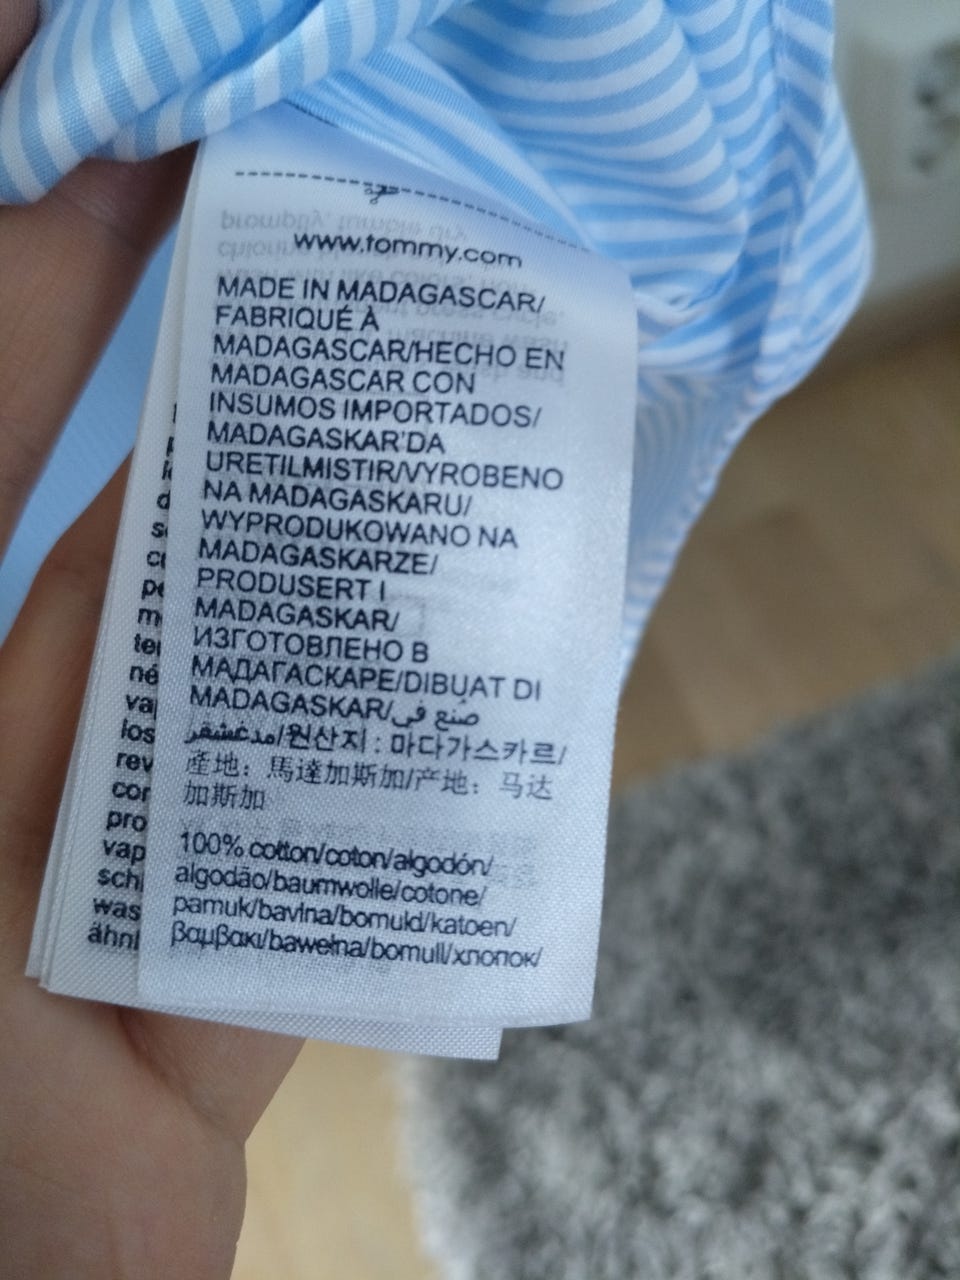 www.tommy.com
MADE IN MADAGASCAR/
FABRIQUÉ À
MADAGASCAR/HECHO EN
MADAGASCAR CON
INSUMOS IMPORTADOS/
MADAGASKAR'DA
URETILMISTIR/VYROBENO
NA MADAGASKARU/
WYPRODUKOWANO NA
MADAGASKARZE/
PRODUSERT I
MADAGASKAR/
ИЗГОТОВЛЕНО В
МАДАГАСКАРЕ/DIBUAT DI
MADAGASKAR/صنع في
مدغشقر/원산지 : 마다가스카르/
產地：馬達加斯加/产地：马达
加斯加
100% cotton/coton/algodón/
algodão/baumwolle/cotone/
pamuk/bavlna/bomuld/katoen/
βαμβακι/bawełna/bomull/хлопок/